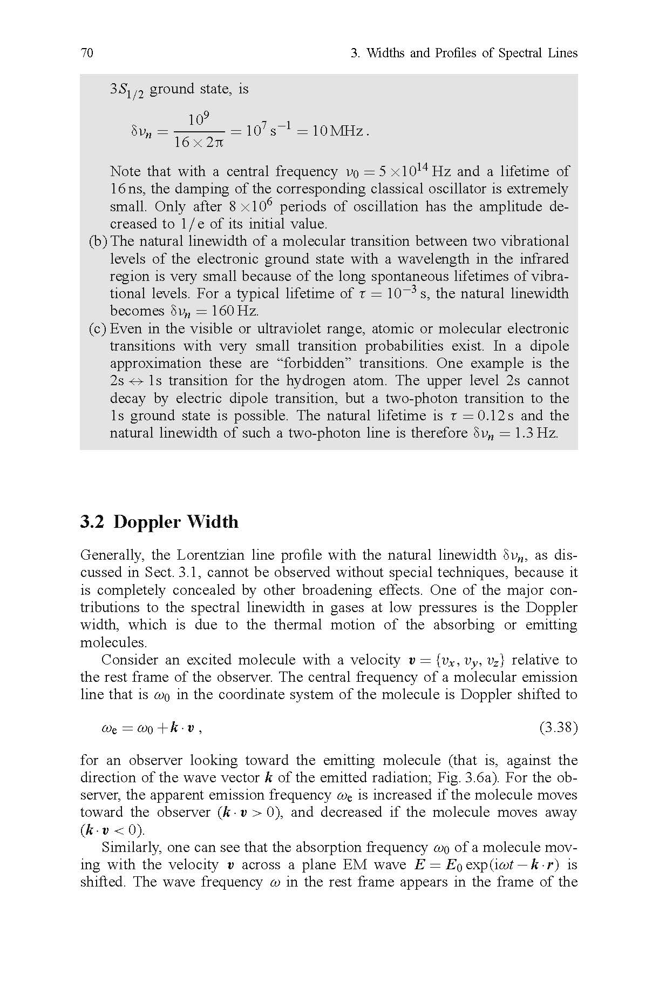 70 3. Widths and Profiles of Spectral Lines
3S1/2 ground state, is
δνn = 10⁹ / 16 × 2π = 10⁷ s⁻¹ = 10 MHz .
Note that with a central frequency ν0 = 5 ×10¹⁴ Hz and a lifetime of
16 ns, the damping of the corresponding classical oscillator is extremely
small. Only after 8 ×10⁶ periods of oscillation has the amplitude de-
creased to 1/e of its initial value.
(b) The natural linewidth of a molecular transition between two vibrational
levels of the electronic ground state with a wavelength in the infrared
region is very small because of the long spontaneous lifetimes of vibra-
tional levels. For a typical lifetime of τ = 10⁻³ s, the natural linewidth
becomes δνn = 160 Hz.
(c) Even in the visible or ultraviolet range, atomic or molecular electronic
transitions with very small transition probabilities exist. In a dipole
approximation these are “forbidden” transitions. One example is the
2s ↔ 1s transition for the hydrogen atom. The upper level 2s cannot
decay by electric dipole transition, but a two-photon transition to the
1s ground state is possible. The natural lifetime is τ = 0.12 s and the
natural linewidth of such a two-photon line is therefore δνn = 1.3 Hz.
3.2 Doppler Width
Generally, the Lorentzian line profile with the natural linewidth δνn, as dis-
cussed in Sect. 3.1, cannot be observed without special techniques, because it
is completely concealed by other broadening effects. One of the major con-
tributions to the spectral linewidth in gases at low pressures is the Doppler
width, which is due to the thermal motion of the absorbing or emitting
molecules.
Consider an excited molecule with a velocity v = {vx, vy, vz} relative to
the rest frame of the observer. The central frequency of a molecular emission
line that is ω0 in the coordinate system of the molecule is Doppler shifted to
ωe = ω0 + k · v , (3.38)
for an observer looking toward the emitting molecule (that is, against the
direction of the wave vector k of the emitted radiation; Fig. 3.6a). For the ob-
server, the apparent emission frequency ωe is increased if the molecule moves
toward the observer (k · v > 0), and decreased if the molecule moves away
(k · v < 0).
Similarly, one can see that the absorption frequency ω0 of a molecule mov-
ing with the velocity v across a plane EM wave E = E0 exp(iωt − k · r) is
shifted. The wave frequency ω in the rest frame appears in the frame of the